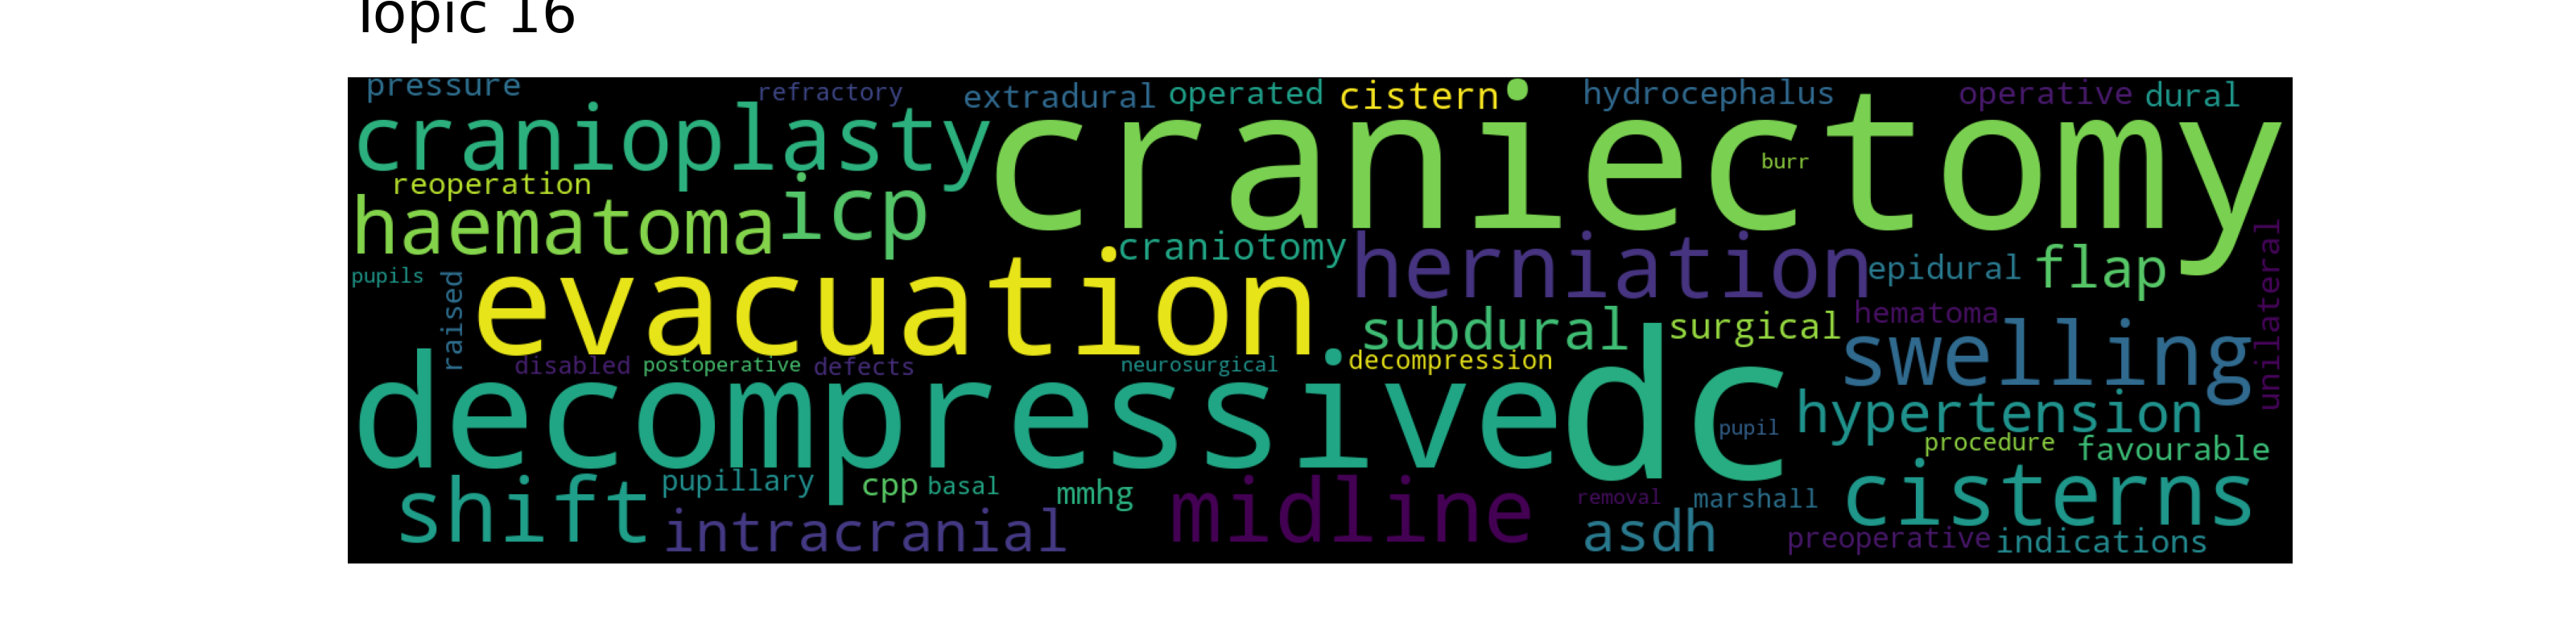 Topic 16
pressure refractory extradural operated cistern hydrocephalus operative dural
cranioplasty craniectomy
burr
reoperation
haematoma icp
craniotomy herniation epidural flap unilateral
pupils raised evacuation
hematoma
subdural surgical swelling
disabled postoperative defects neurosurgical decompression
decompressive dc
pupil hypertension
procedure favourable
shift pupillary cpp basal mmhg midline removal marshall cisterns
intracranial asdh preoperative indications